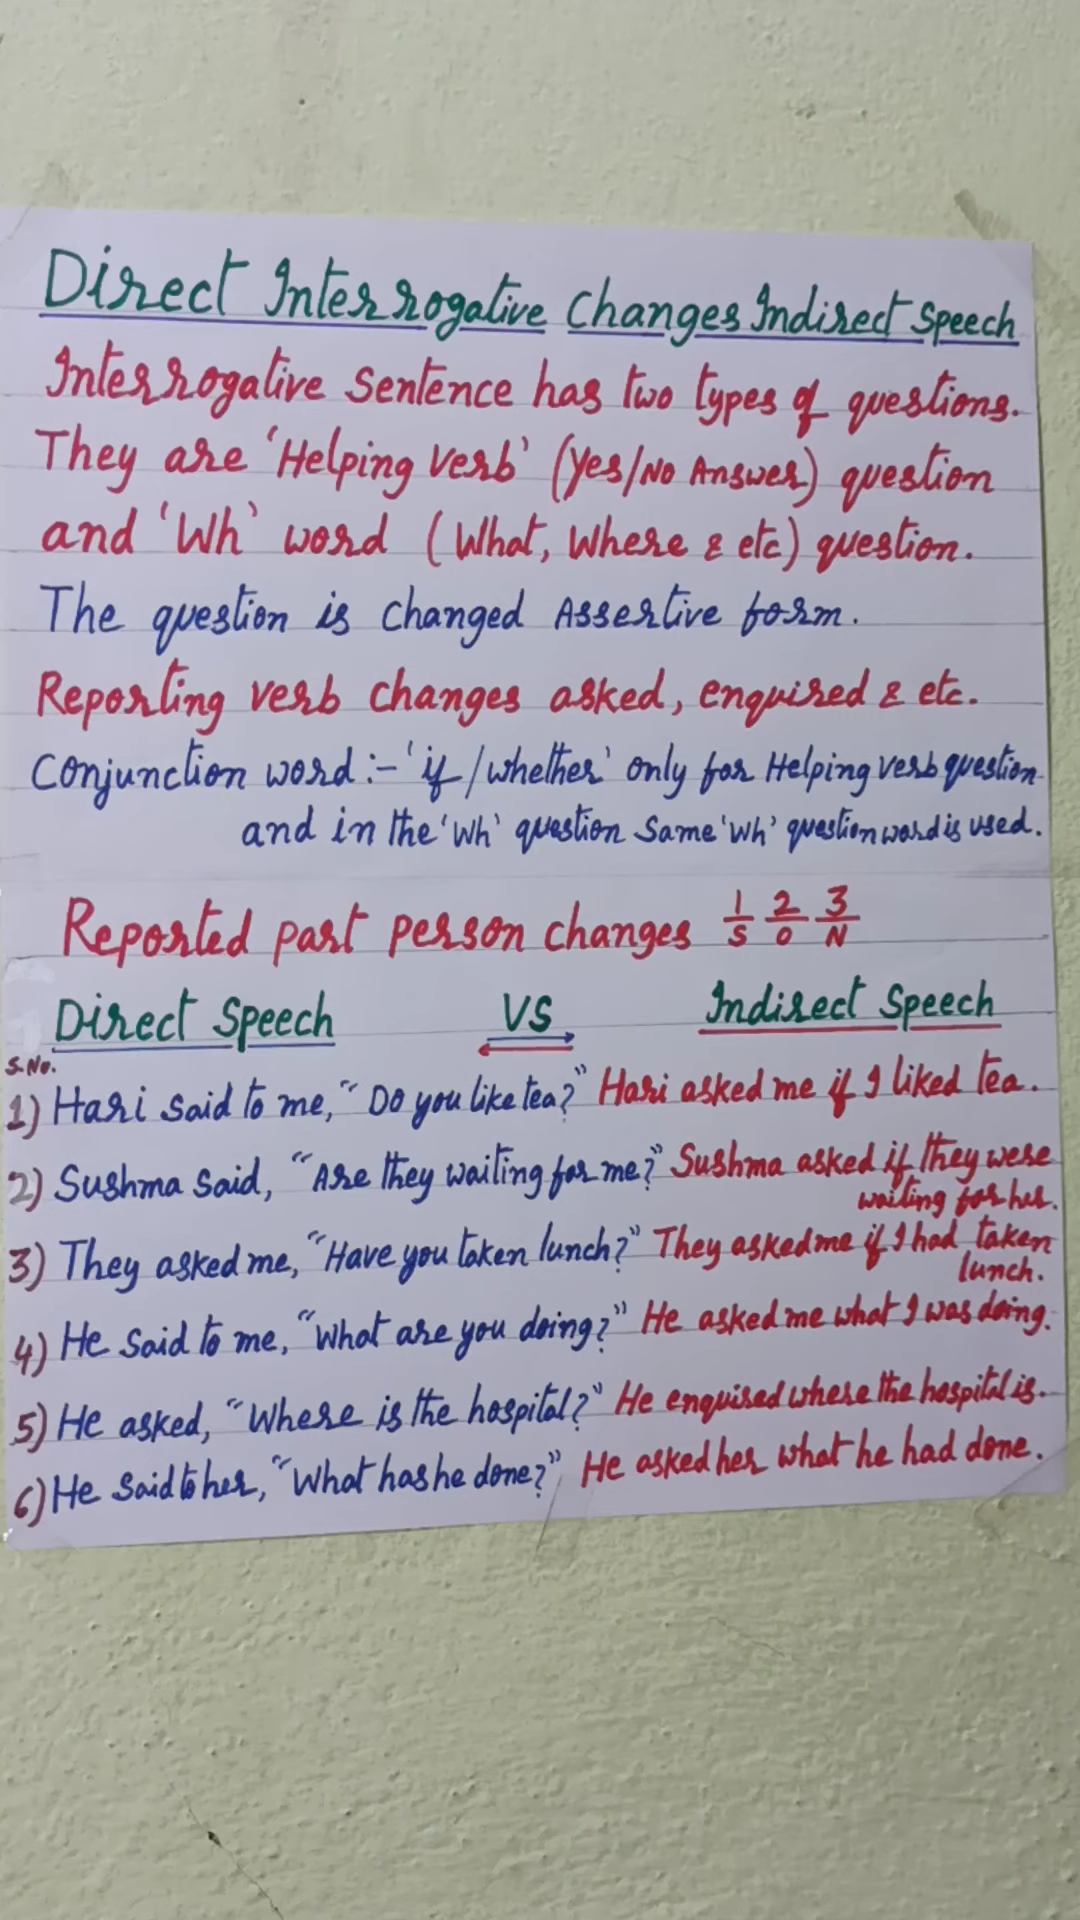 Direct Interrogative Changes Indirect Speech
Interrogative Sentence has two types of questions.
They are 'Helping verb' (Yes/No Answer) question
and 'Wh' word (What, Where & etc) question.
The question is changed Assertive form.
Reporting verb changes asked, enquired & etc.
Conjunction word :- 'if/whether' only for Helping verb question
and in the 'Wh' question Same 'Wh' question word is used.
Reported part person changes 1/S 2/O 3/N
Direct Speech VS Indirect Speech
S.No.
1) Hari said to me, "Do you like tea?" Hari asked me if I liked tea.
2) Sushma said, "Are they waiting for me?" Sushma asked if they were
waiting for her.
3) They asked me, "Have you taken lunch?" They asked me if I had taken
lunch.
4) He said to me, "What are you doing?" He asked me what I was doing.
5) He asked, "Where is the hospital?" He enquired where the hospital is.
6) He said to her, "What has he done?" He asked her what he had done.